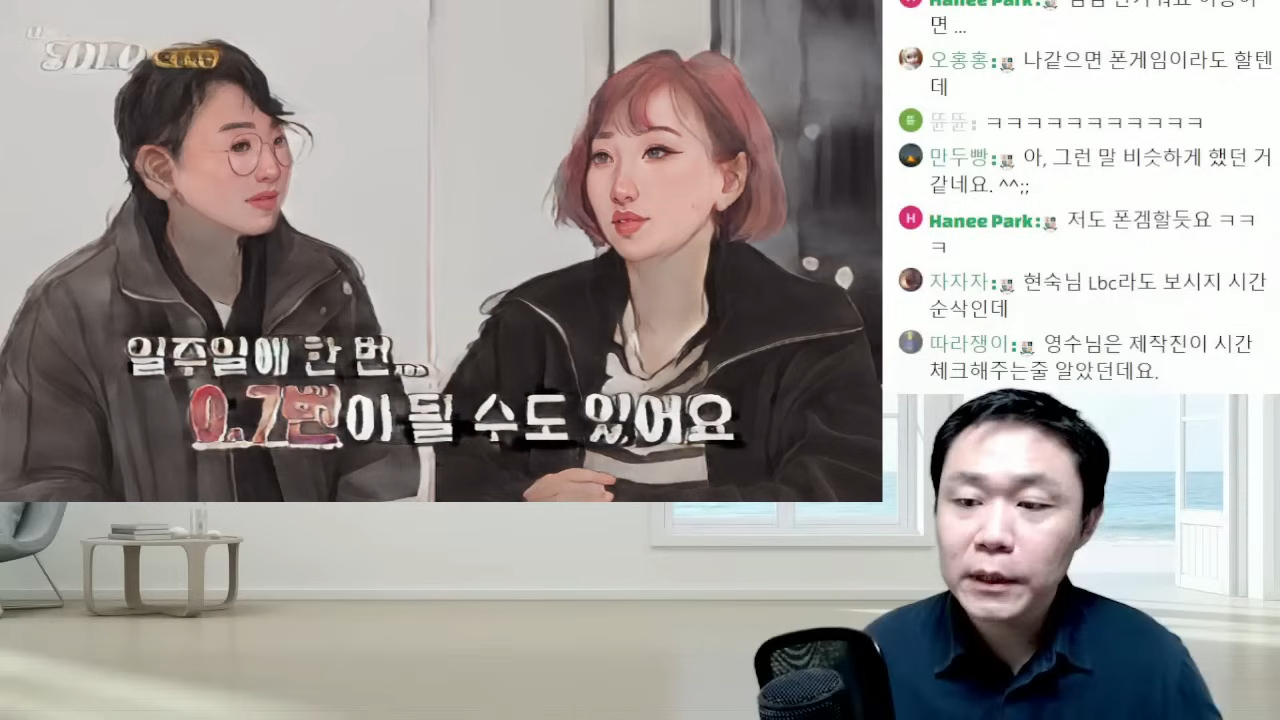 SOLO
일주일에 한 번...
0.7번이 될 수도 있어요
Hanee Park:
면 ...
오홍홍: 나같으면 폰게임이라도 할텐
데
뚠뚠: ㅋㅋㅋㅋㅋㅋㅋㅋㅋㅋㅋ
만두빵: 아, 그런 말 비슷하게 했던 거
같네요. ^^;;
H Hanee Park: 저도 폰겜할듯요 ㅋㅋ
ㅋ
자자자: 현숙님 Lbc라도 보시지 시간
순삭인데
따라쟁이: 영수님은 제작진이 시간
체크해주는줄 알았던데요.